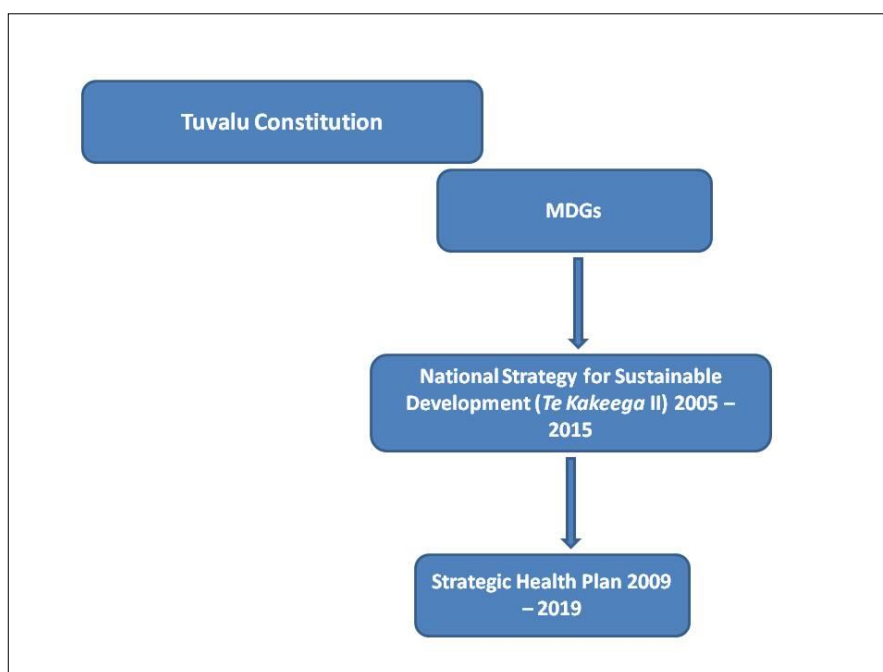 Tuvalu Constitution
MDGs
National Strategy for Sustainable
Development (Te Kakeega II) 2005 –
2015
Strategic Health Plan 2009
– 2019